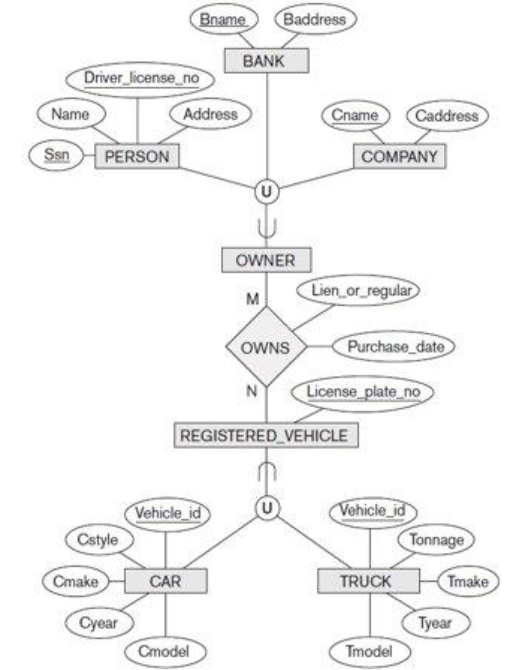 Bname
Baddress
BANK
Driver_license_no
Name
Address
Cname
Caddress
Ssn
PERSON
COMPANY
U
OWNER
M
Lien_or_regular
OWNS
Purchase_date
N
License_plate_no
REGISTERED_VEHICLE
U
Vehicle_id
Vehicle_id
Cstyle
Tonnage
Cmake
CAR
TRUCK
Tmake
Cyear
Tyear
Cmodel
Tmodel